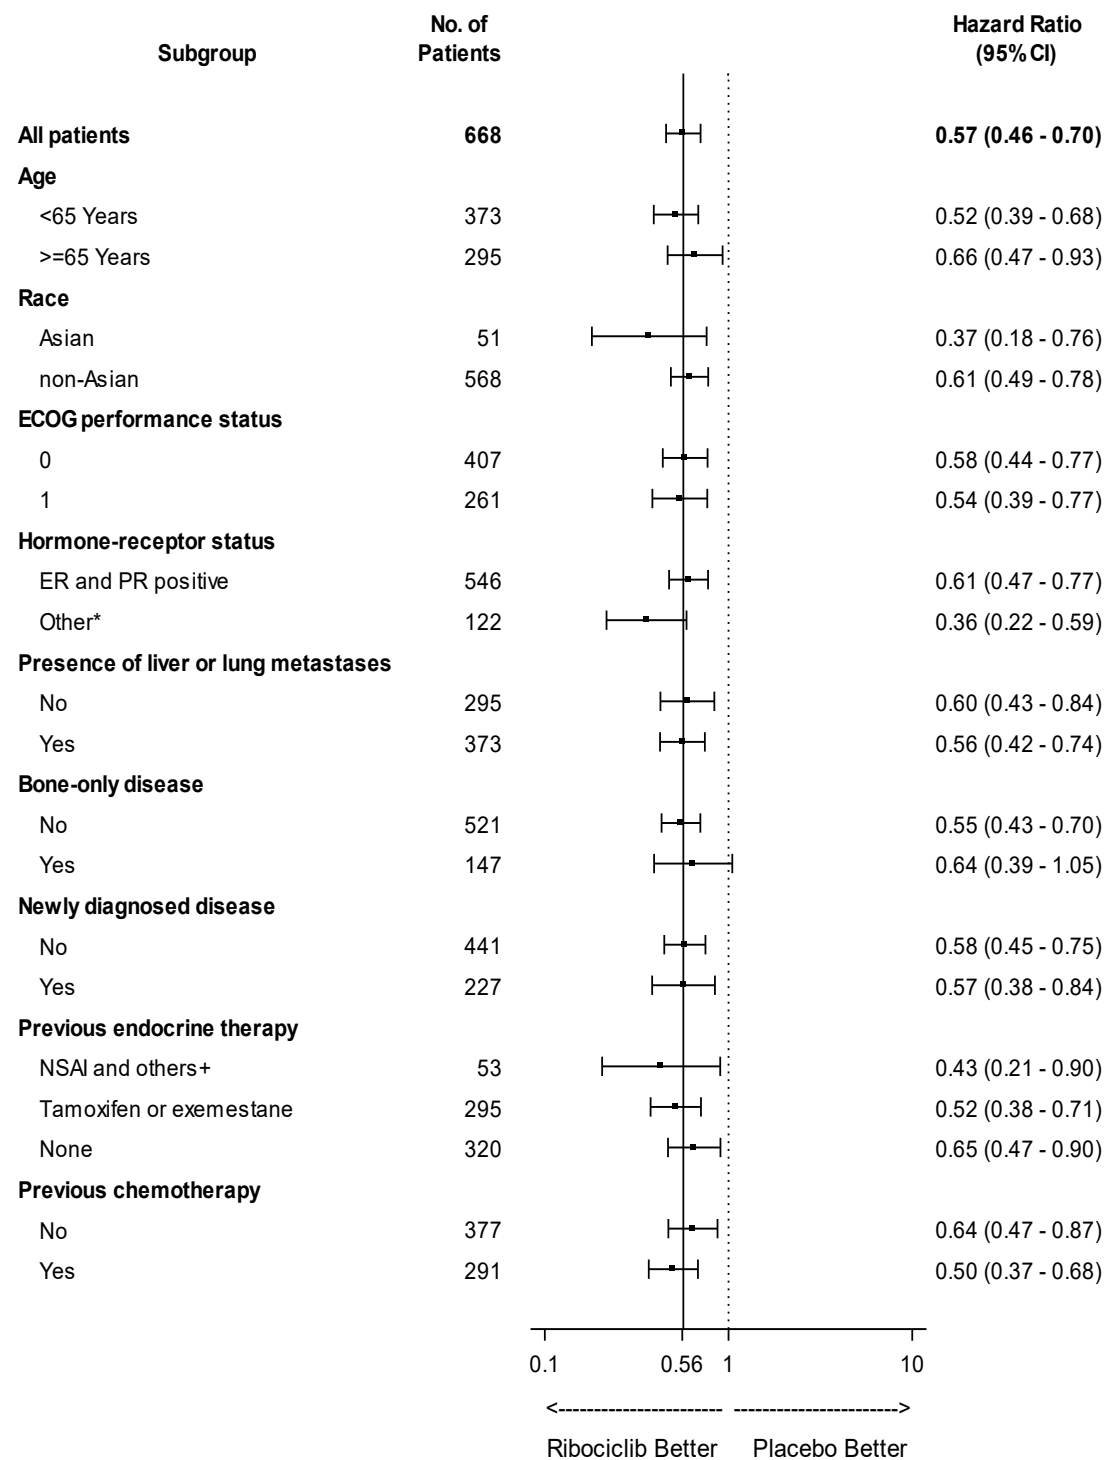 No. of Hazard Ratio
Subgroup Patients (95% CI)
All patients 668 0.57 (0.46 - 0.70)
Age
<65 Years 373 0.52 (0.39 - 0.68)
>=65 Years 295 0.66 (0.47 - 0.93)
Race
Asian 51 0.37 (0.18 - 0.76)
non-Asian 568 0.61 (0.49 - 0.78)
ECOG performance status
0 407 0.58 (0.44 - 0.77)
1 261 0.54 (0.39 - 0.77)
Hormone-receptor status
ER and PR positive 546 0.61 (0.47 - 0.77)
Other* 122 0.36 (0.22 - 0.59)
Presence of liver or lung metastases
No 295 0.60 (0.43 - 0.84)
Yes 373 0.56 (0.42 - 0.74)
Bone-only disease
No 521 0.55 (0.43 - 0.70)
Yes 147 0.64 (0.39 - 1.05)
Newly diagnosed disease
No 441 0.58 (0.45 - 0.75)
Yes 227 0.57 (0.38 - 0.84)
Previous endocrine therapy
NSAI and others+ 53 0.43 (0.21 - 0.90)
Tamoxifen or exemestane 295 0.52 (0.38 - 0.71)
None 320 0.65 (0.47 - 0.90)
Previous chemotherapy
No 377 0.64 (0.47 - 0.87)
Yes 291 0.50 (0.37 - 0.68)
0.1 0.56 1 10
<----------------------- ----------------------->
Ribociclib Better Placebo Better